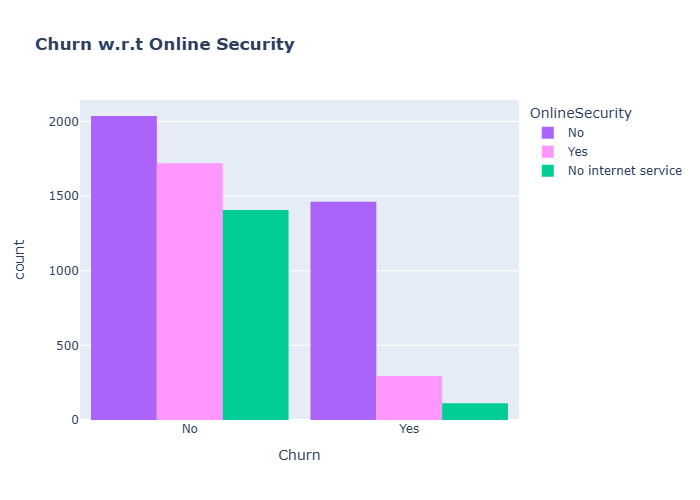 Churn w.r.t Online Security
OnlineSecurity
No
Yes
No internet service
2000
1500
1000
500
0
count
No
Yes
Churn